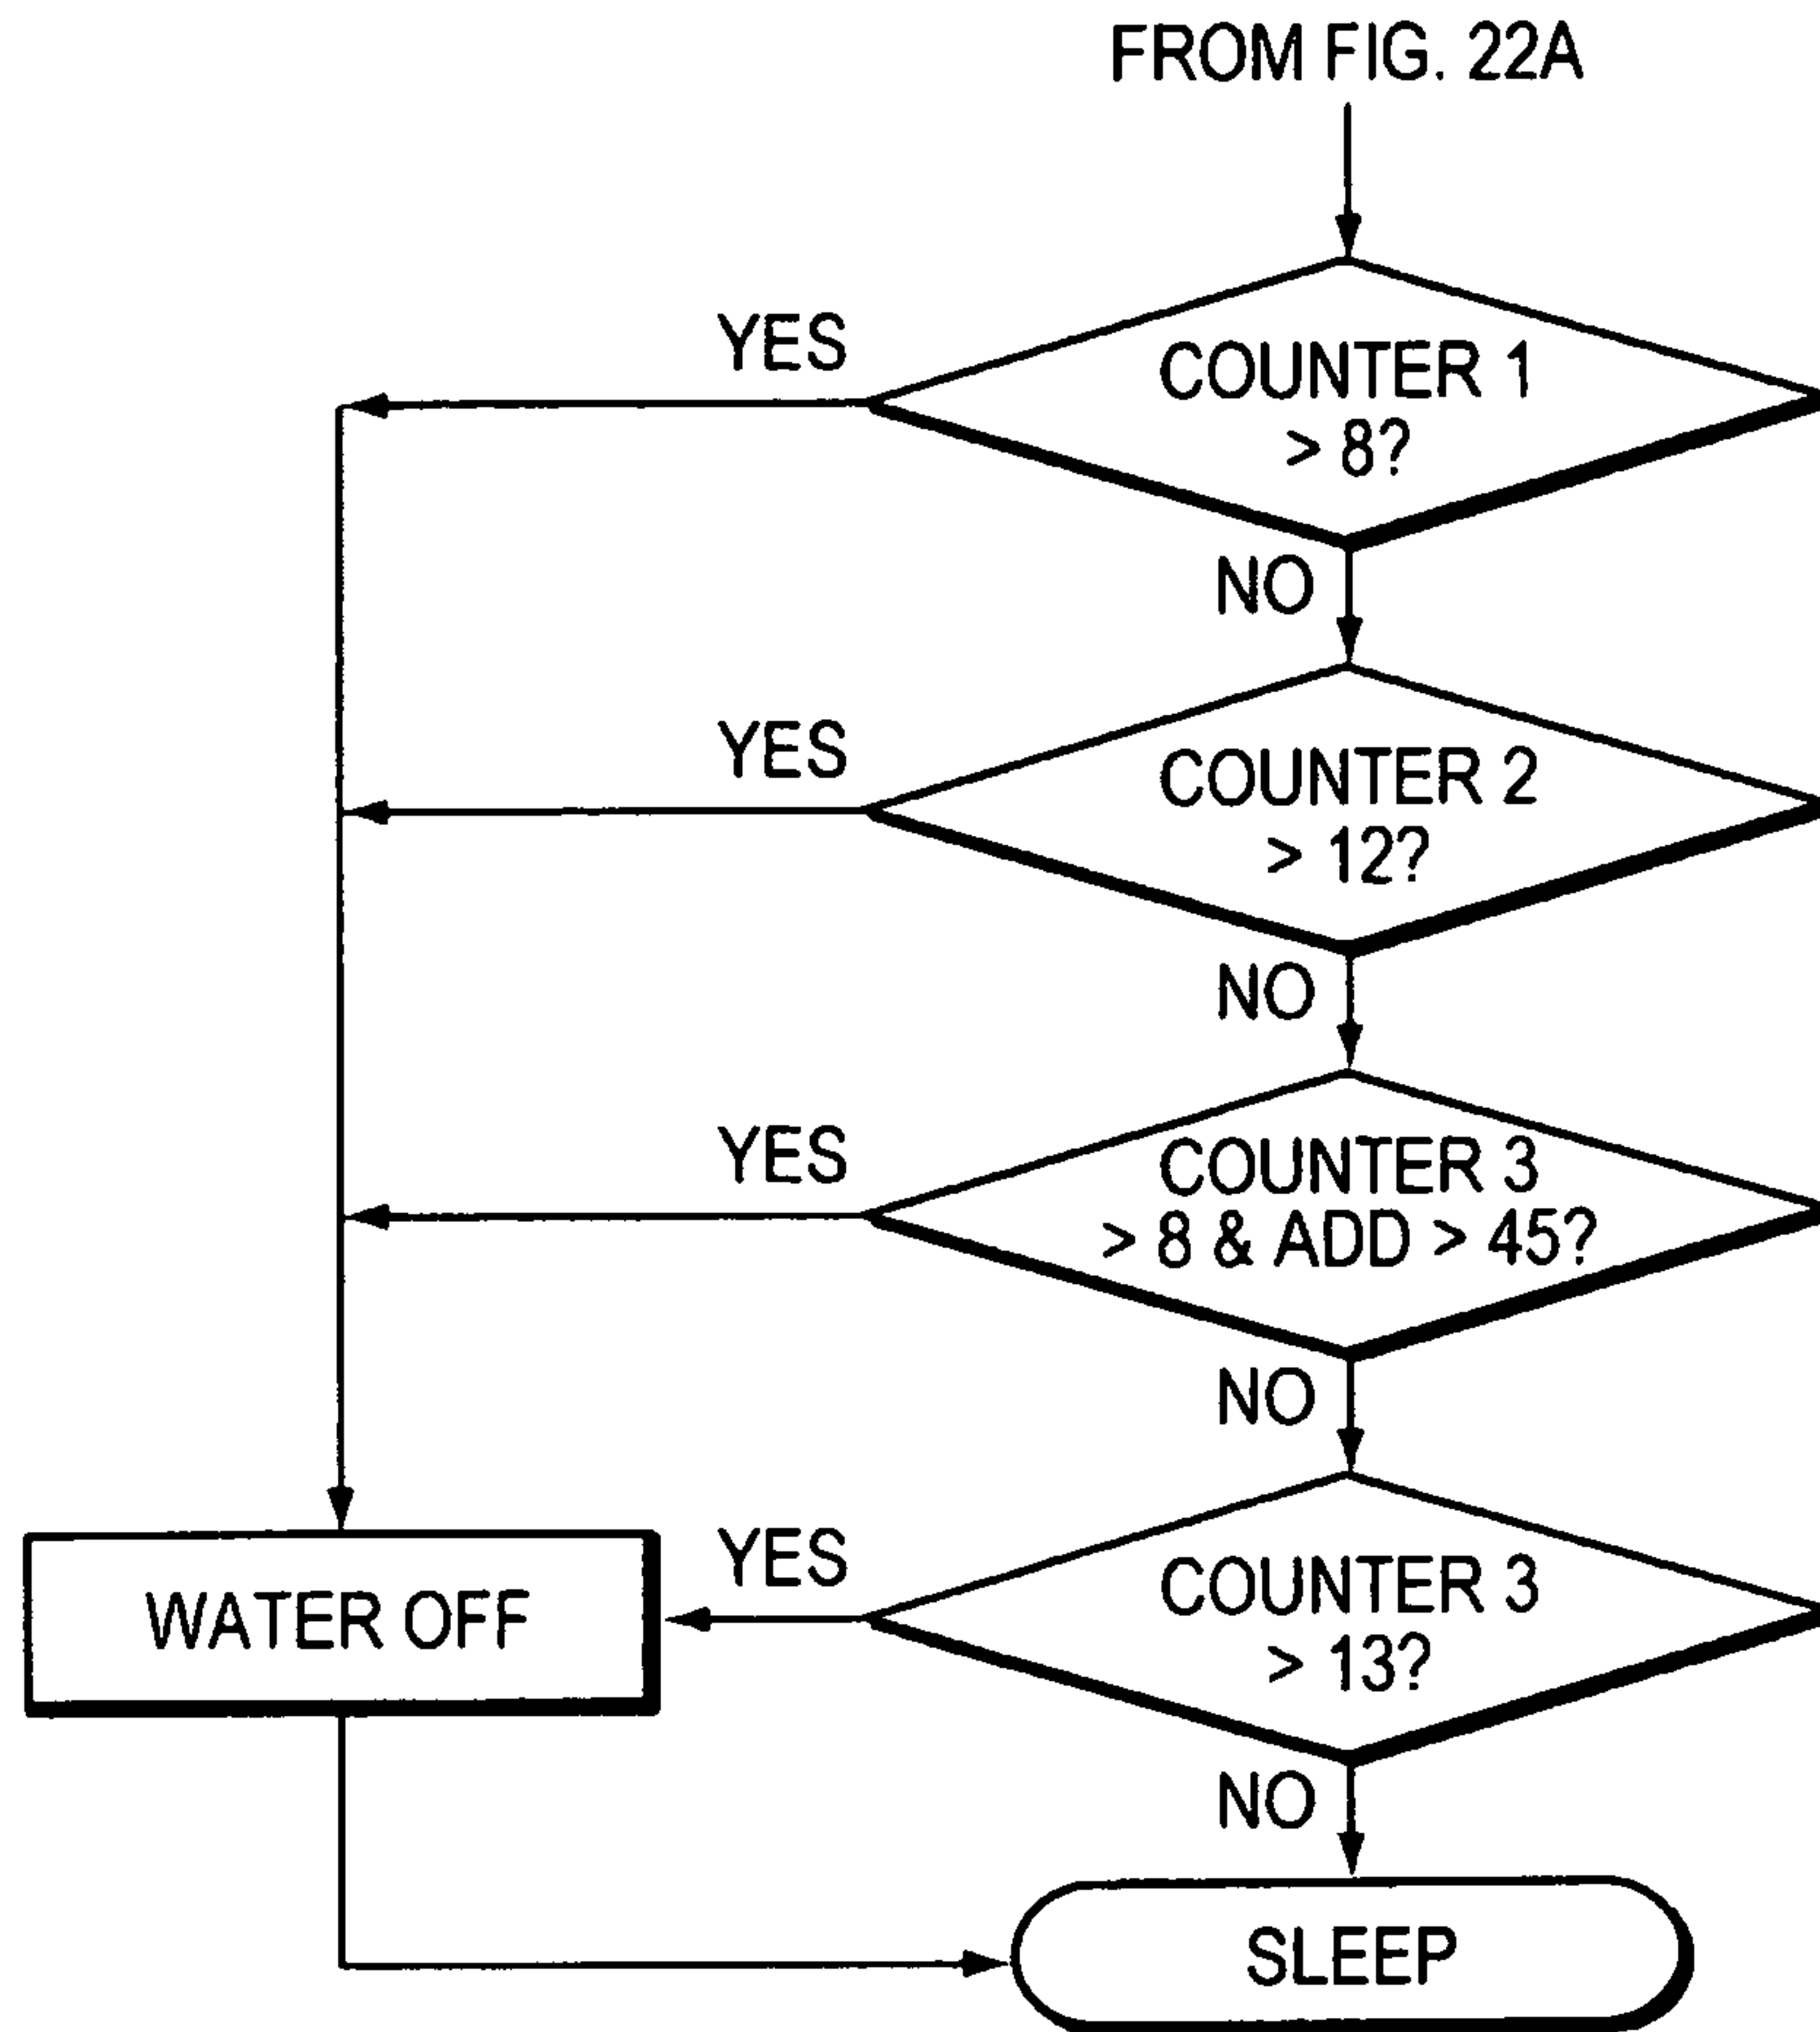 FROM FIG. 22A
YES
COUNTER 1
> 8?
NO
YES
COUNTER 2
> 12?
NO
YES
COUNTER 3
> 8 & ADD > 45?
NO
YES
COUNTER 3
> 13?
WATER OFF
NO
SLEEP